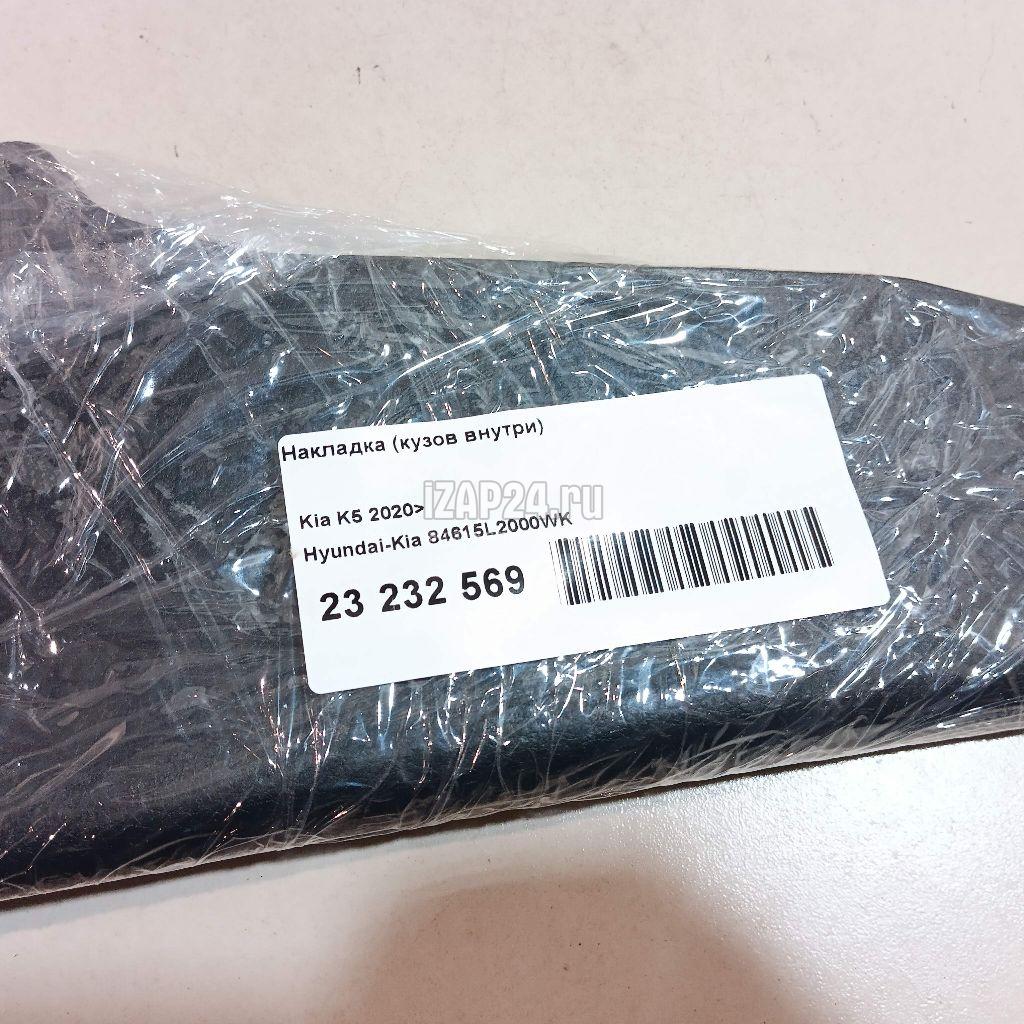 Накладка (кузов внутри)
iZAP24.ru
Kia K5 2020>
Hyundai-Kia 84615L2000WK
23 232 569